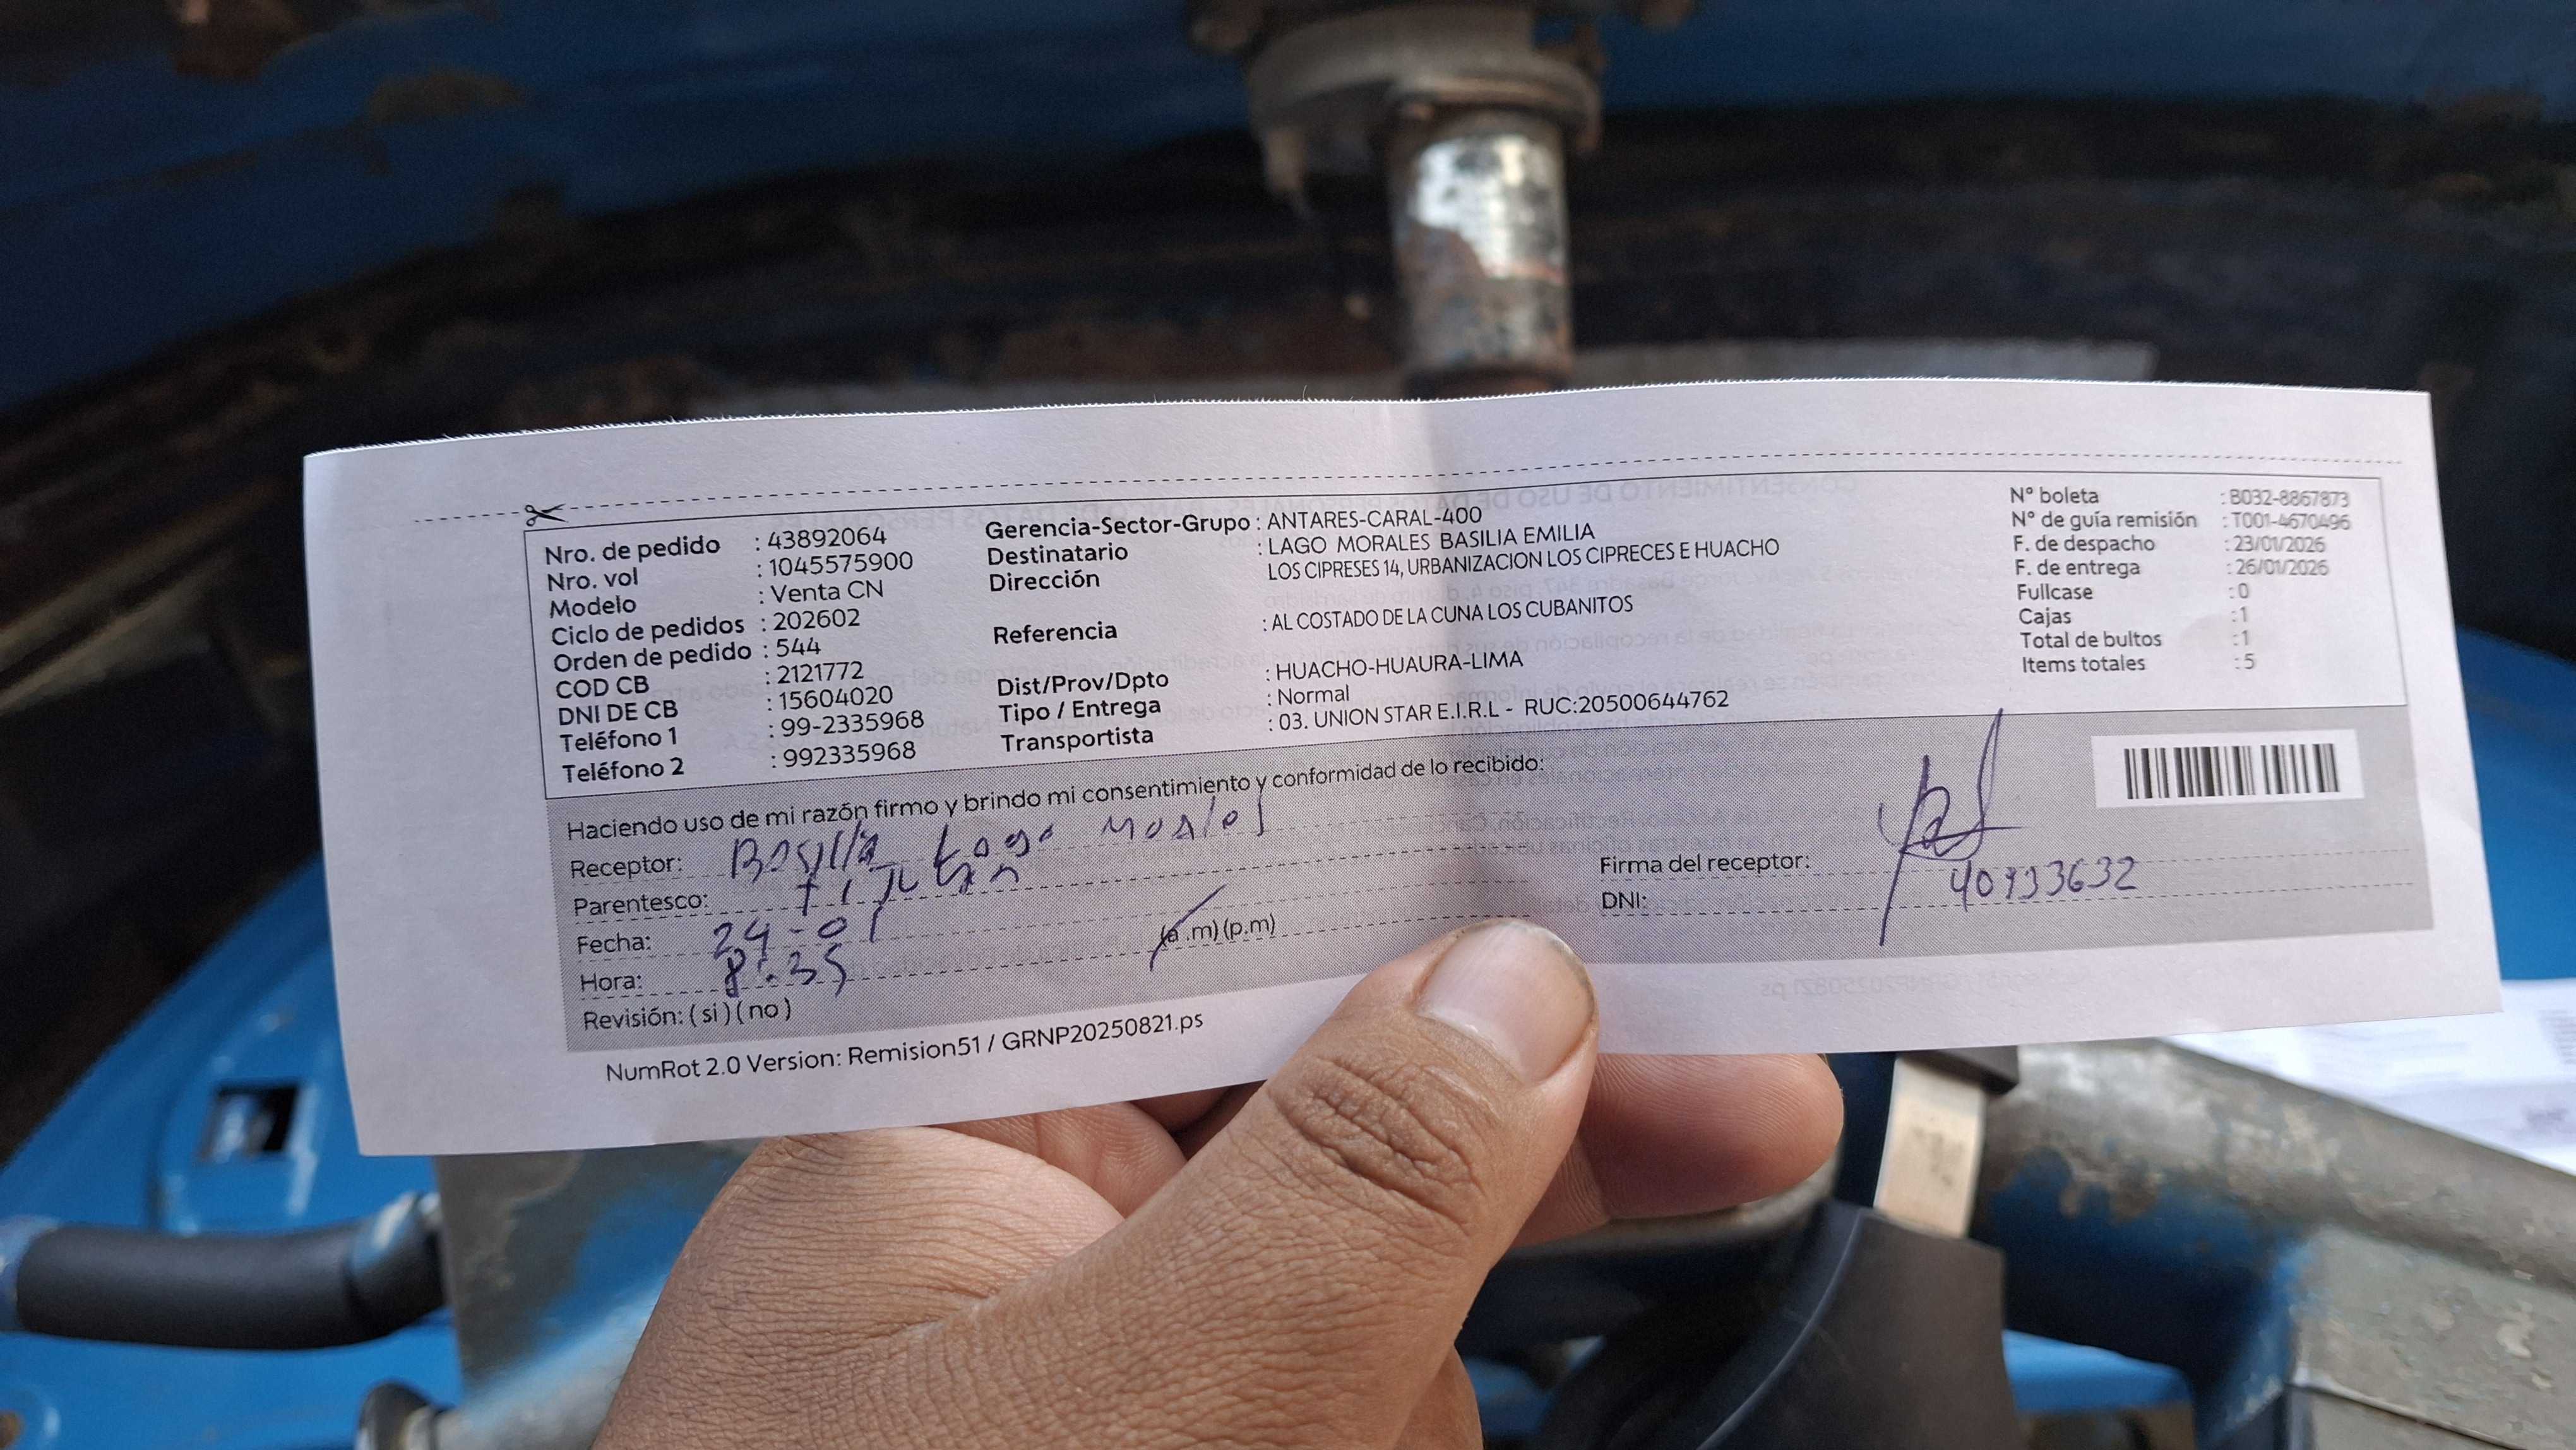 Nro. de pedido : 43892064
Nro. vol : 1045575900
Modelo : Venta CN
Ciclo de pedidos : 202602
Orden de pedido : 544
COD CB : 2121772
DNI DE CB : 15604020
Teléfono 1 : 99-2335968
Teléfono 2 : 992335968
Gerencia-Sector-Grupo : ANTARES-CARAL-400
Destinatario : LAGO MORALES BASILIA EMILIA
Dirección LOS CIPRESES 14, URBANIZACION LOS CIPRECES E HUACHO
Referencia : AL COSTADO DE LA CUNA LOS CUBANITOS
Dist/Prov/Dpto : HUACHO-HUAURA-LIMA
Tipo / Entrega : Normal
Transportista : 03. UNION STAR E.I.R.L - RUC:20500644762
N° boleta : B032-8867873
N° de guía remisión : T001-4670496
F. de despacho : 23/01/2026
F. de entrega : 26/01/2026
Fullcase : 0
Cajas : 1
Total de bultos : 1
Items totales : 5
Haciendo uso de mi razón firmo y brindo mi consentimiento y conformidad de lo recibido:
Receptor: Basilia Lago Morales
Parentesco:
Fecha: 24-01
Hora: 8:35 (a.m) (p.m)
Revisión: ( si ) ( no )
Firma del receptor:
DNI: 40933632
NumRot 2.0 Version: Remision51 / GRNP20250821.ps